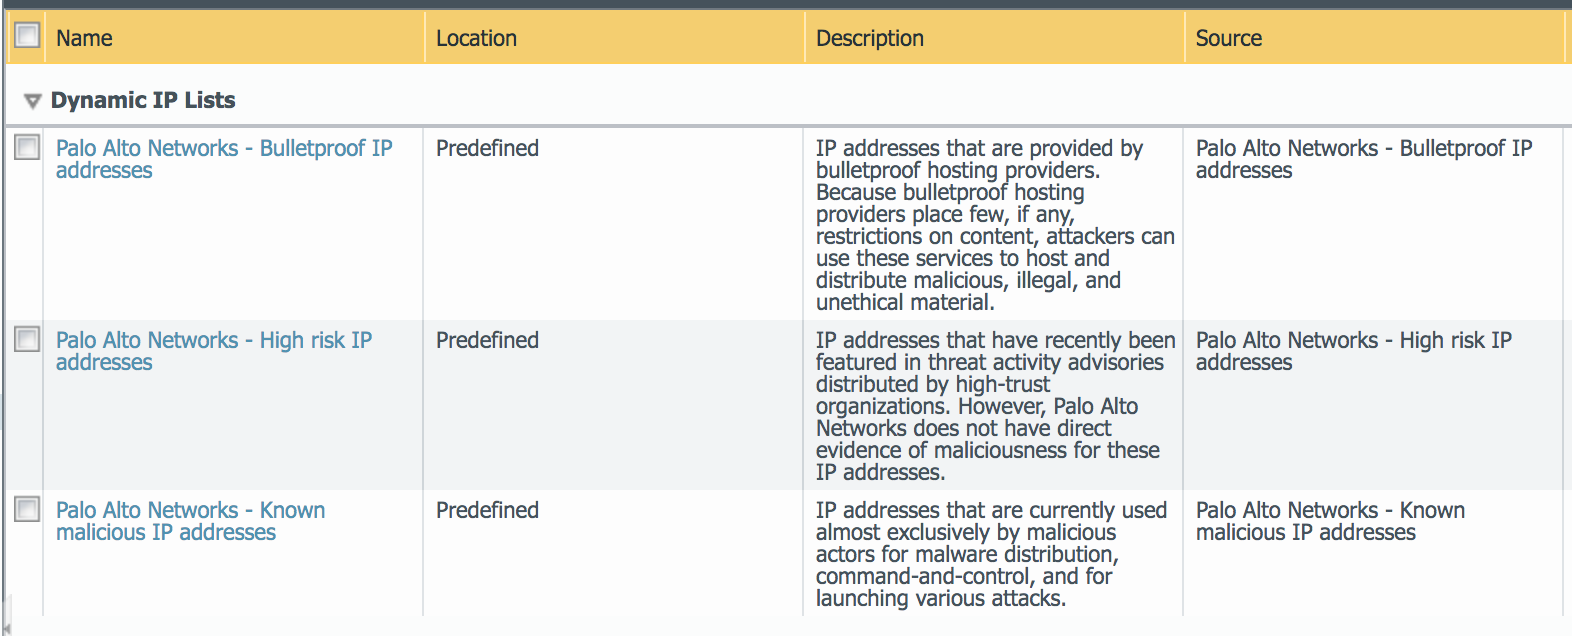 Name Location Description Source
Dynamic IP Lists
Palo Alto Networks - Bulletproof IP
addresses
Predefined
IP addresses that are provided by
bulletproof hosting providers.
Because bulletproof hosting
providers place few, if any,
restrictions on content, attackers can
use these services to host and
distribute malicious, illegal, and
unethical material.
Palo Alto Networks - Bulletproof IP
addresses
Palo Alto Networks - High risk IP
addresses
Predefined
IP addresses that have recently been
featured in threat activity advisories
distributed by high-trust
organizations. However, Palo Alto
Networks does not have direct
evidence of maliciousness for these
IP addresses.
Palo Alto Networks - High risk IP
addresses
Palo Alto Networks - Known
malicious IP addresses
Predefined
IP addresses that are currently used
almost exclusively by malicious
actors for malware distribution,
command-and-control, and for
launching various attacks.
Palo Alto Networks - Known
malicious IP addresses